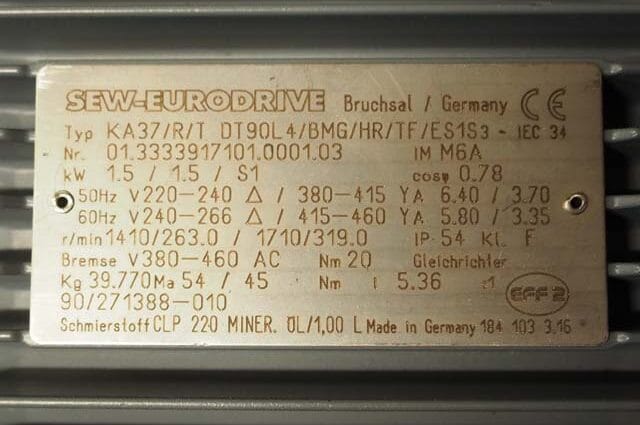 SEW-EURODRIVE Bruchsal / Germany CE
Typ KA37/R/T DT90L4/BMG/HR/TF/ES1S3 - IEC 34
Nr. 01.3333917101.0001.03 IM M6A
kW 1.5 / 1.5 / S1 cosφ 0.78
50Hz V220-240 Δ / 380-415 Y A 6.40 / 3.70
60Hz V240-266 Δ / 415-460 Y A 5.80 / 3.35
r/min 1410/263.0 / 1710/319.0 IP 54 Kl. F
Bremse V380-460 AC Nm 20 Gleichrichter
Kg 39.770 Ma 54 / 45 Nm i 5.36 :1
90/271388-010 EFF 2
Schmierstoff CLP 220 MINER. ÖL/1,00 L Made in Germany 184 103 3.16